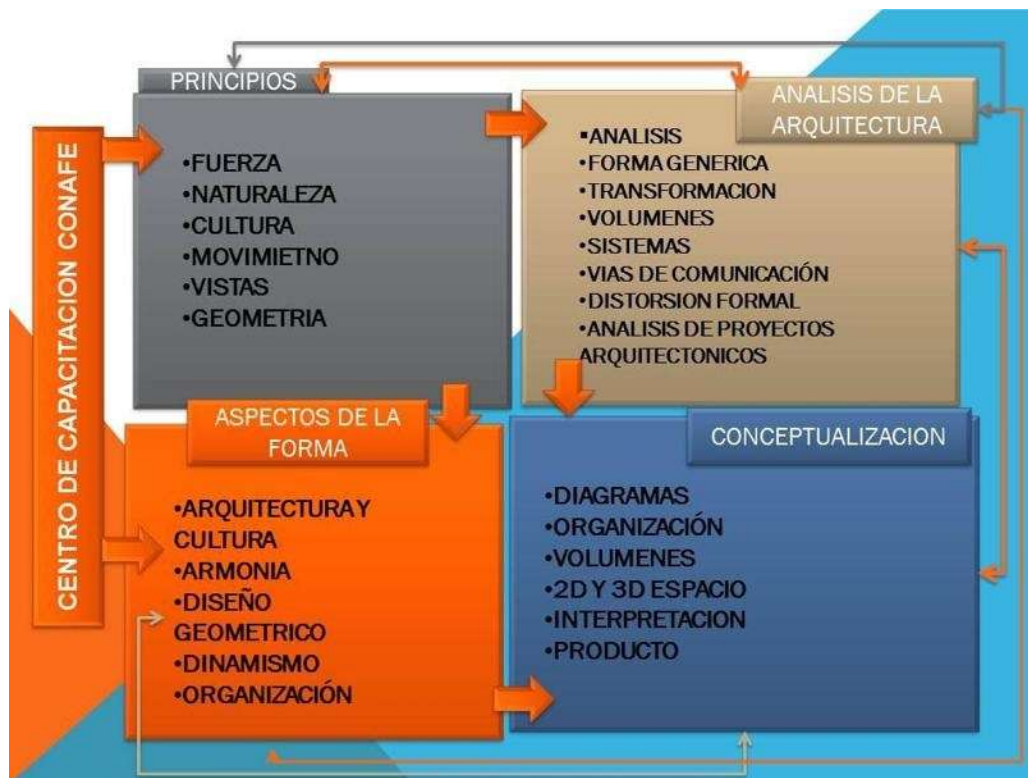 CENTRO DE CAPACITACION CONAFE
PRINCIPIOS
•FUERZA
•NATURALEZA
•CULTURA
•MOVIMIETNO
•VISTAS
•GEOMETRIA
ANALISIS DE LA
ARQUITECTURA
▪ANALISIS
•FORMA GENERICA
•TRANSFORMACION
•VOLUMENES
•SISTEMAS
•VIAS DE COMUNICACIÓN
•DISTORSION FORMAL
•ANALISIS DE PROYECTOS
ARQUITECTONICOS
ASPECTOS DE LA
FORMA
•ARQUITECTURA Y
CULTURA
•ARMONIA
•DISEÑO
GEOMETRICO
•DINAMISMO
•ORGANIZACIÓN
CONCEPTUALIZACION
•DIAGRAMAS
•ORGANIZACIÓN
•VOLUMENES
•2D Y 3D ESPACIO
•INTERPRETACION
•PRODUCTO